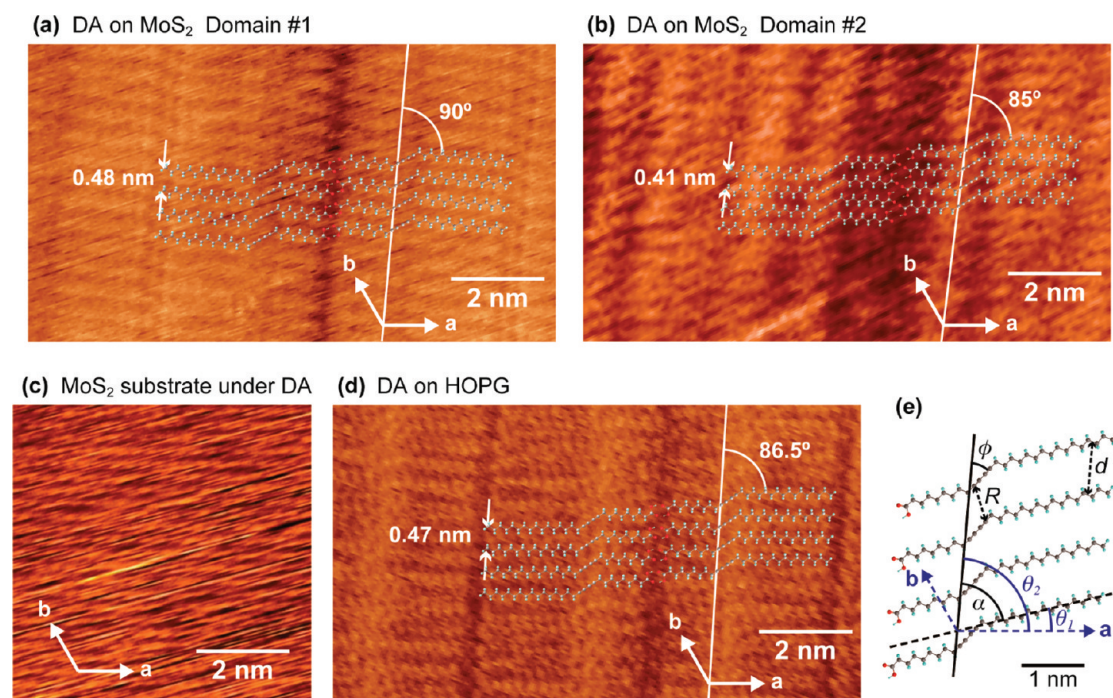 (a) DA on MoS₂ Domain #1
90º
0.48 nm
b
a
2 nm
(b) DA on MoS₂ Domain #2
85º
0.41 nm
b
a
2 nm
(c) MoS₂ substrate under DA
b
a
2 nm
(d) DA on HOPG
86.5º
0.47 nm
b
a
2 nm
(e)
ϕ
d
R
b
θ₂
α
θ₁
a
1 nm